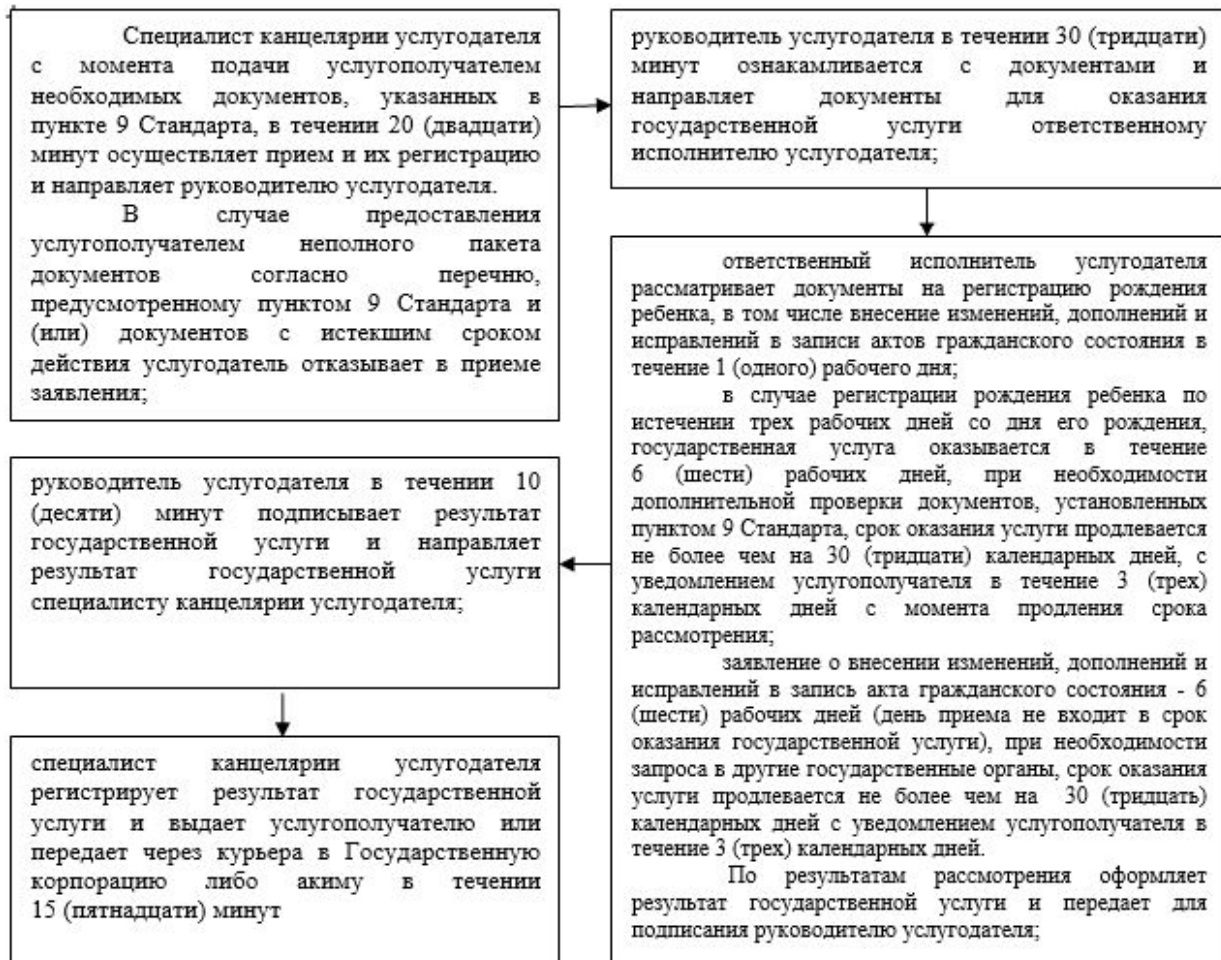 Специалист канцелярии услугодателя
с момента подачи услугополучателем
необходимых документов, указанных в
пункте 9 Стандарта, в течении 20 (двадцати)
минут осуществляет прием и их регистрацию
и направляет руководителю услугодателя.
В случае предоставления
услугополучателем неполного пакета
документов согласно перечню,
предусмотренному пунктом 9 Стандарта и
(или) документов с истекшим сроком
действия услугодатель отказывает в приеме
заявления;
руководитель услугодателя в течении 30 (тридцати)
минут ознакамливается с документами и
направляет документы для оказания
государственной услуги ответственному
исполнителю услугодателя;
ответственный исполнитель услугодателя
рассматривает документы на регистрацию рождения
ребенка, в том числе внесение изменений, дополнений и
исправлений в записи актов гражданского состояния в
течение 1 (одного) рабочего дня;
в случае регистрации рождения ребенка по
истечении трех рабочих дней со дня его рождения,
государственная услуга оказывается в течение
6 (шести) рабочих дней, при необходимости
дополнительной проверки документов, установленных
пунктом 9 Стандарта, срок оказания услуги продлевается
не более чем на 30 (тридцати) календарных дней, с
уведомлением услугополучателя в течение 3 (трех)
календарных дней с момента продления срока
рассмотрения;
заявление о внесении изменений, дополнений и
исправлений в запись акта гражданского состояния - 6
(шести) рабочих дней (день приема не входит в срок
оказания государственной услуги), при необходимости
запроса в другие государственные органы, срок оказания
услуги продлевается не более чем на 30 (тридцать)
календарных дней с уведомлением услугополучателя в
течение 3 (трех) календарных дней.
По результатам рассмотрения оформляет
результат государственной услуги и передает для
подписания руководителю услугодателя;
руководитель услугодателя в течении 10
(десяти) минут подписывает результат
государственной услуги и направляет
результат государственной услуги
специалисту канцелярии услугодателя;
специалист канцелярии услугодателя
регистрирует результат государственной
услуги и выдает услугополучателю или
передает через курьера в Государственную
корпорацию либо акиму в течении
15 (пятнадцати) минут